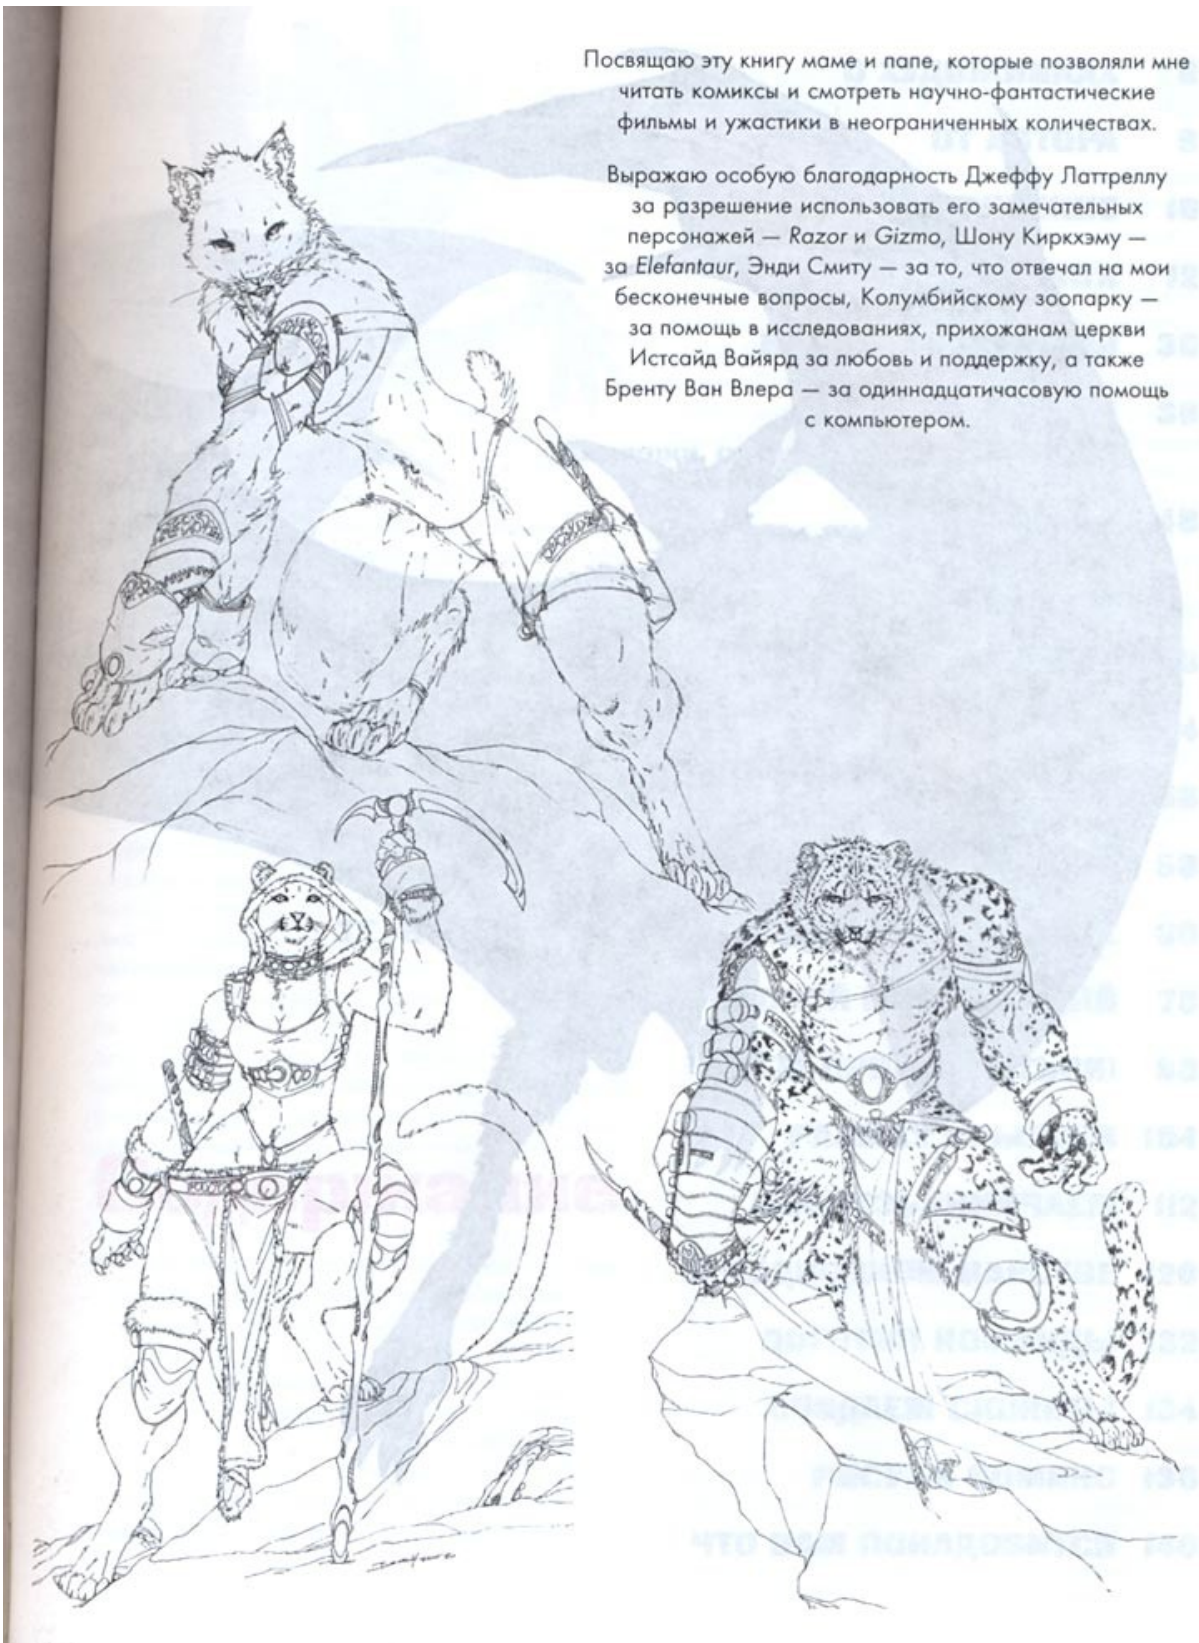 Посвящаю эту книгу маме и папе, которые позволяли мне
читать комиксы и смотреть научно-фантастические
фильмы и ужастики в неограниченных количествах.
Выражаю особую благодарность Джеффу Латтреллу
за разрешение использовать его замечательных
персонажей — Razor и Gizmo, Шону Киркхэму —
за Elefantaur, Энди Смиту — за то, что отвечал на мои
бесконечные вопросы, Колумбийскому зоопарку —
за помощь в исследованиях, прихожанам церкви
Истсайд Вайярд за любовь и поддержку, а также
Бренту Ван Влера — за одиннадцатичасовую помощь
с компьютером.